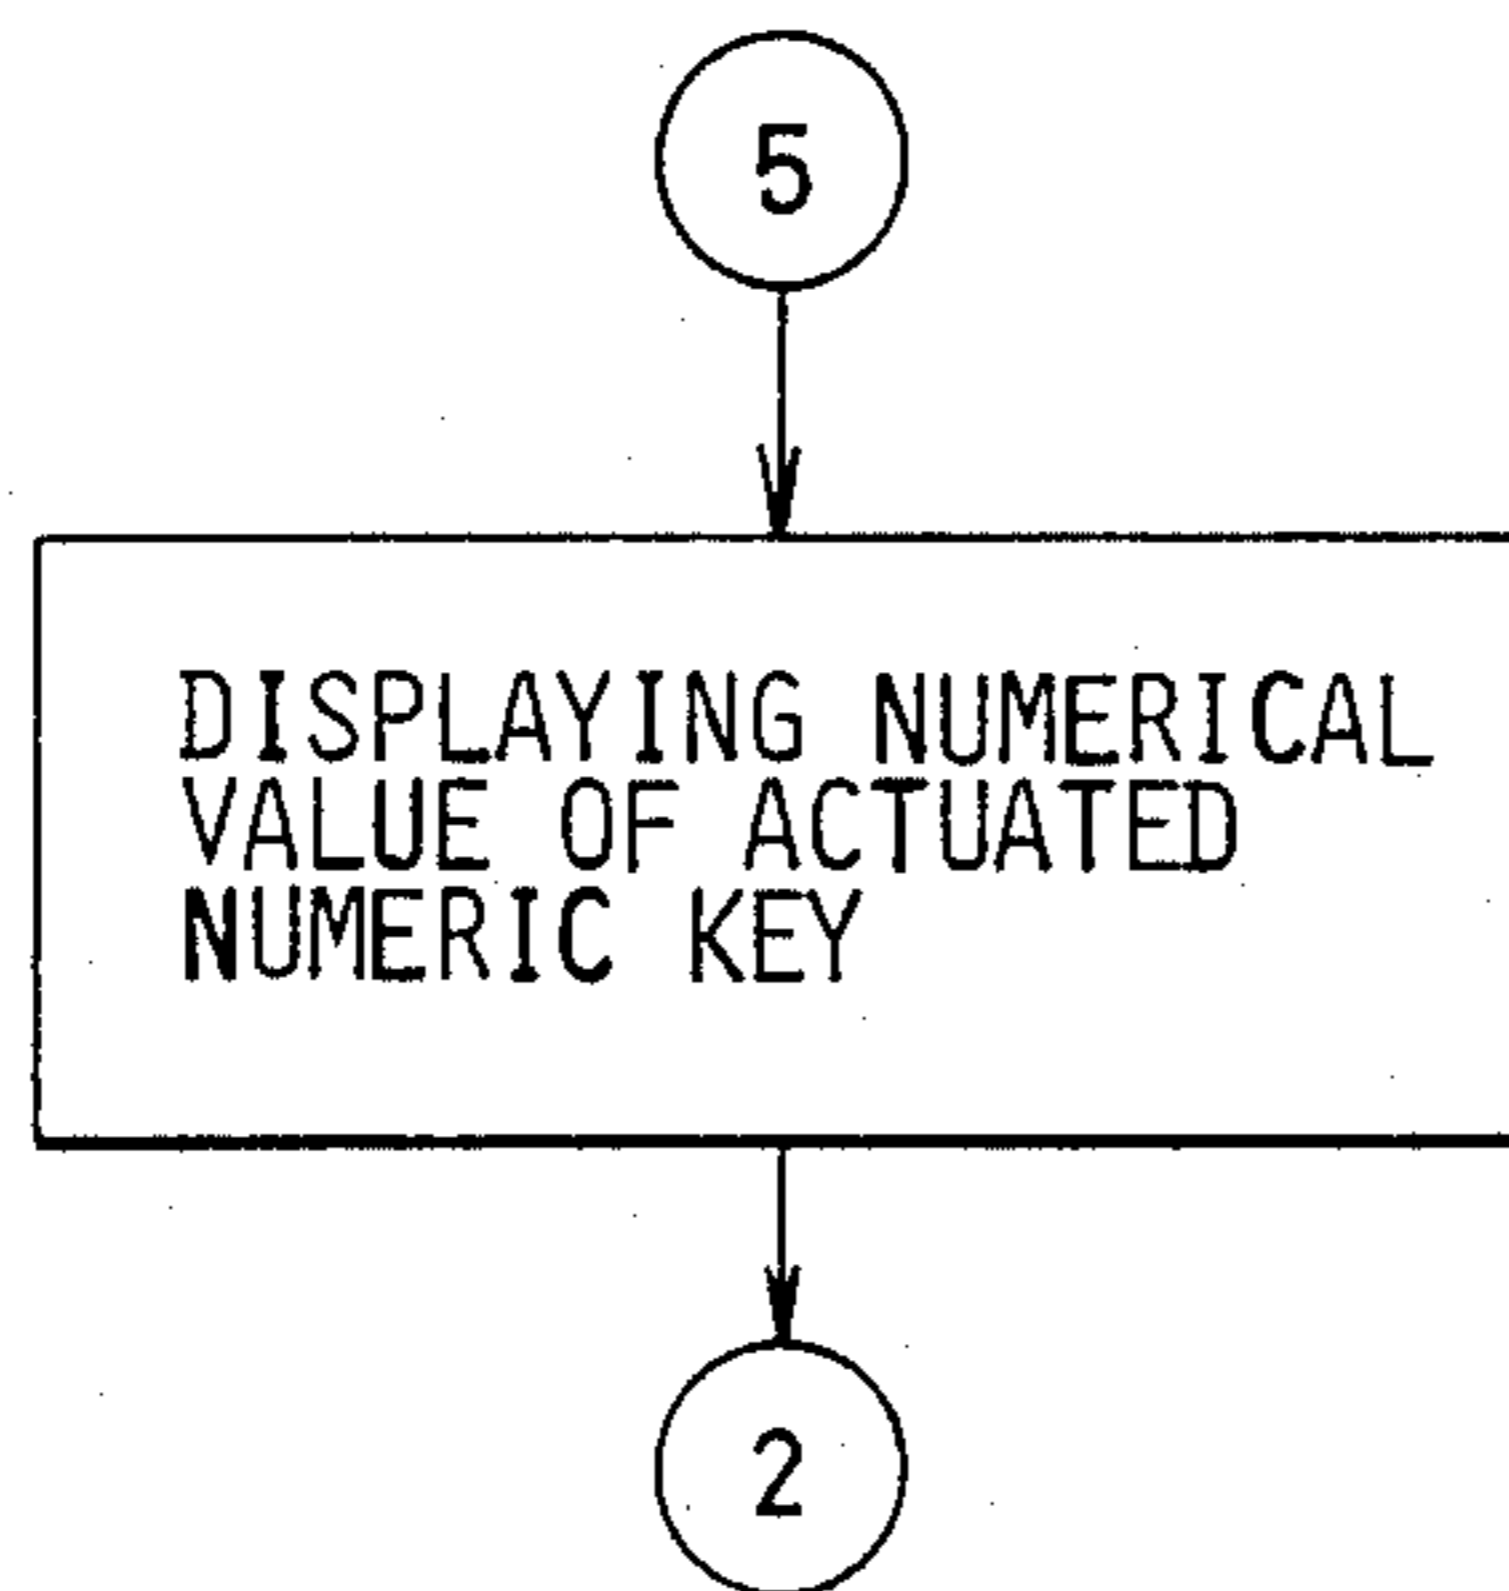 5
DISPLAYING NUMERICAL
VALUE OF ACTUATED
NUMERIC KEY
2